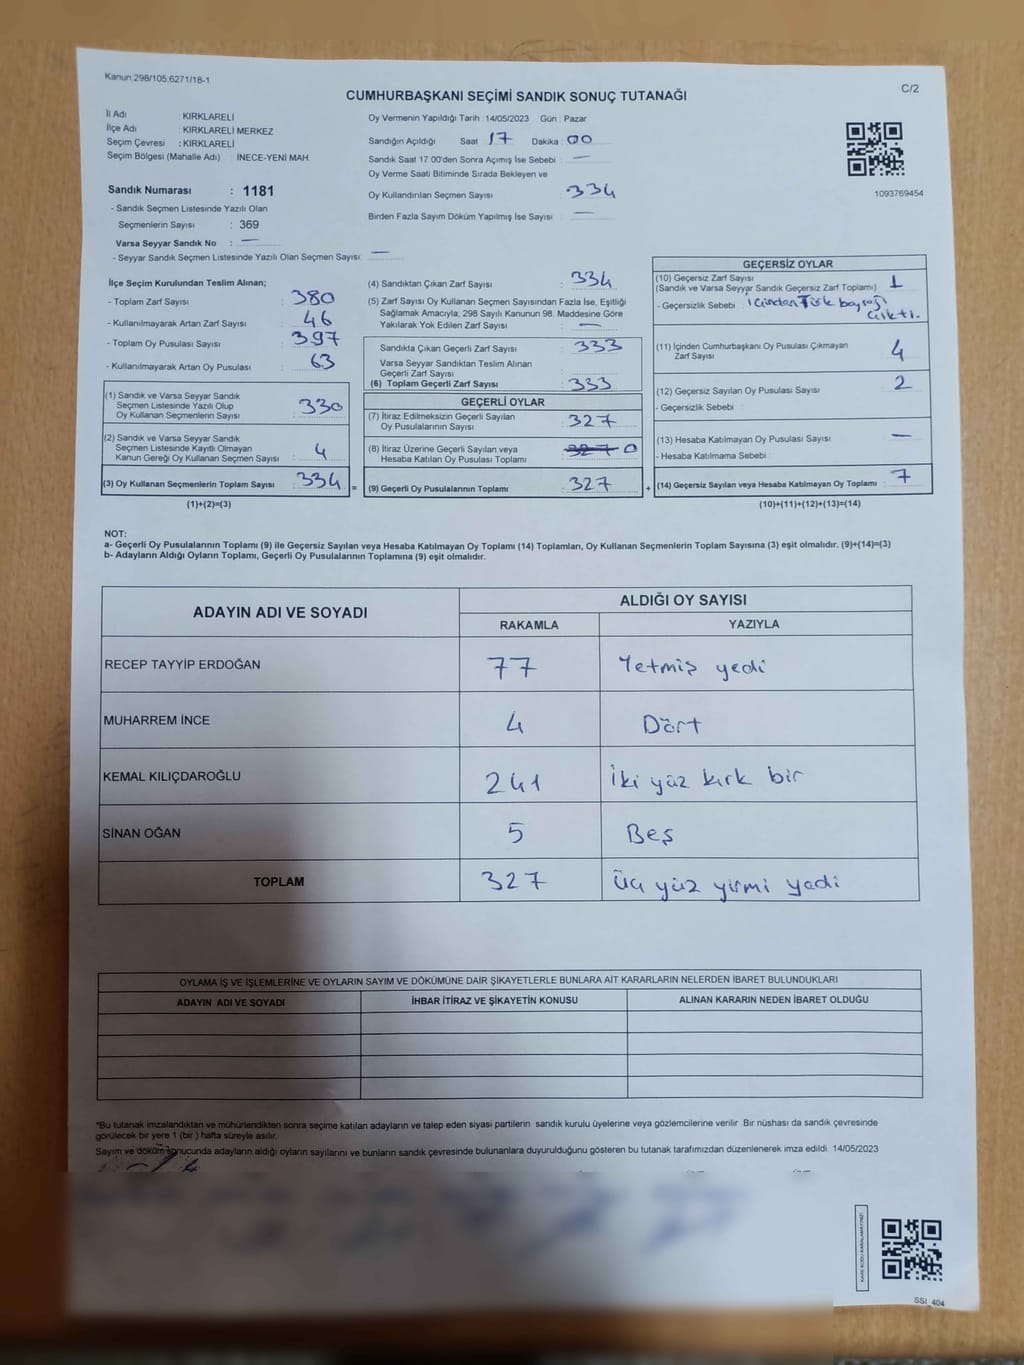 Kanun.298/105,6271/18-1
C/2
CUMHURBAŞKANI SEÇİMİ SANDIK SONUÇ TUTANAĞI
İl Adı KIRKLARELİ
İlçe Adı KIRKLARELİ MERKEZ
Seçim Çevresi : KIRKLARELİ
Seçim Bölgesi (Mahalle Adı) İNECE-YENİ MAH.
Sandık Numarası : 1181
- Sandık Seçmen Listesinde Yazılı Olan
Seçmenlerin Sayısı : 369
Varsa Seyyar Sandık No : —
- Seyyar Sandık Seçmen Listesinde Yazılı Olan Seçmen Sayısı: —
Oy Vermenin Yapıldığı Tarih :14/05/2023 Gün : Pazar
Sandığın Açıldığı Saat 17 Dakika : 00
Sandık Saat 17.00'den Sonra Açımış İse Sebebi : —
Oy Verme Saati Bitiminde Sırada Bekleyen ve
Oy Kullandırılan Seçmen Sayısı : 334
Birden Fazla Sayım Döküm Yapılmış İse Sayısı : —
1093769454
İlçe Seçim Kurulundan Teslim Alınan;
- Toplam Zarf Sayısı : 380
- Kullanılmayarak Artan Zarf Sayısı : 46
- Toplam Oy Pusulası Sayısı : 397
- Kullanılmayarak Artan Oy Pusulası : 63
(1) Sandık ve Varsa Seyyar Sandık
Seçmen Listesinde Yazılı Olup
Oy Kullanan Seçmenlerin Sayısı : 330
(2) Sandık ve Varsa Seyyar Sandık
Seçmen Listesinde Kayıtlı Olmayan
Kanun Gereği Oy Kullanan Seçmen Sayısı : 4
(3) Oy Kullanan Seçmenlerin Toplam Sayısı : 334 =
(1)+(2)=(3)
(4) Sandıktan Çıkan Zarf Sayısı : 334
(5) Zarf Sayısı Oy Kullanan Seçmen Sayısından Fazla İse, Eşitliği
Sağlamak Amacıyla; 298 Sayılı Kanunun 98. Maddesine Göre
Yakılarak Yok Edilen Zarf Sayısı : —
Sandıkta Çıkan Geçerli Zarf Sayısı : 333
Varsa Seyyar Sandıktan Teslim Alınan
Geçerli Zarf Sayısı :
(6) Toplam Geçerli Zarf Sayısı : 333
GEÇERLİ OYLAR
(7) İtiraz Edilmeksizin Geçerli Sayılan
Oy Pusulalarının Sayısı : 327
(8) İtiraz Üzerine Geçerli Sayılan veya
Hesaba Katılan Oy Pusulası Toplamı : 327 0
(9) Geçerli Oy Pusulalarının Toplamı : 327 +
GEÇERSİZ OYLAR
(10) Geçersiz Zarf Sayısı
(Sandık ve Varsa Seyyar Sandık Geçersiz Zarf Toplamı) : 1
- Geçersizlik Sebebi : içinden Türk bayrağı
çıktı.
(11) İçinden Cumhurbaşkanı Oy Pusulası Çıkmayan
Zarf Sayısı : 4
(12) Geçersiz Sayılan Oy Pusulası Sayısı : 2
- Geçersizlik Sebebi :
(13) Hesaba Katılmayan Oy Pusulası Sayısı : —
- Hesaba Katılmama Sebebi :
(14) Geçersiz Sayılan veya Hesaba Katılmayan Oy Toplamı : 7
(10)+(11)+(12)+(13)=(14)
NOT:
a- Geçerli Oy Pusulalarının Toplamı (9) ile Geçersiz Sayılan veya Hesaba Katılmayan Oy Toplamı (14) Toplamları, Oy Kullanan Seçmenlerin Toplam Sayısına (3) eşit olmalıdır. (9)+(14)=(3)
b- Adayların Aldığı Oyların Toplamı, Geçerli Oy Pusulalarının Toplamına (9) eşit olmalıdır.
ADAYIN ADI VE SOYADI
ALDIĞI OY SAYISI
RAKAMLA YAZIYLA
RECEP TAYYİP ERDOĞAN 77 Yetmiş yedi
MUHARREM İNCE 4 Dört
KEMAL KILIÇDAROĞLU 241 İki yüz kırk bir
SİNAN OĞAN 5 Beş
TOPLAM 327 Üç yüz yirmi yedi
OYLAMA İŞ VE İŞLEMLERİNE VE OYLARIN SAYIM VE DÖKÜMÜNE DAİR ŞİKAYETLERLE BUNLARA AİT KARARLARIN NELERDEN İBARET BULUNDUKLARI
ADAYIN ADI VE SOYADI İHBAR İTİRAZ VE ŞİKAYETİN KONUSU ALINAN KARARIN NEDEN İBARET OLDUĞU
*Bu tutanak imzalandıktan ve mühürlendikten sonra seçime katılan adayların ve talep eden siyasi partilerin sandık kurulu üyelerine veya gözlemcilerine verilir. Bir nüshası da sandık çevresinde
görülecek bir yere 1 (bir ) hafta süreyle asılır.
Sayım ve döküm sonucunda adayların aldığı oyların sayılarını ve bunların sandık çevresinde bulunanlara duyurulduğunu gösteren bu tutanak tarafımızdan düzenlenerek imza edildi. 14/05/2023
SSI_404